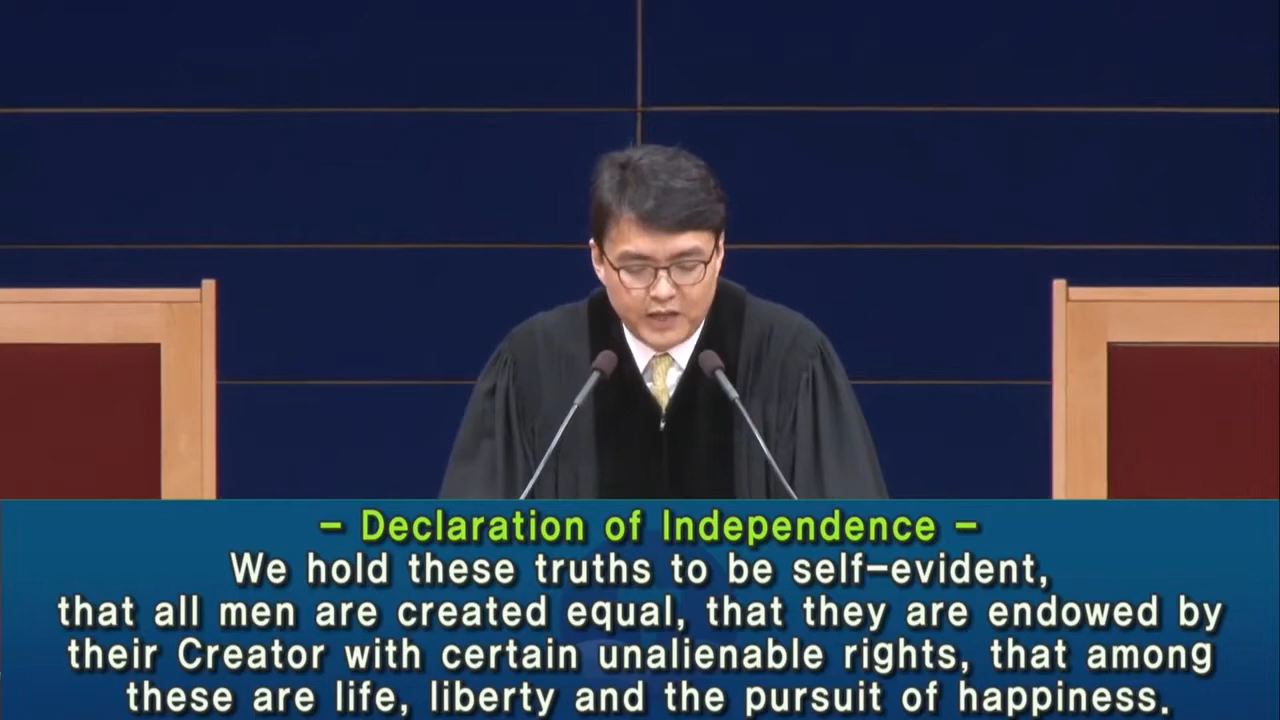 - Declaration of Independence -
We hold these truths to be self-evident,
that all men are created equal, that they are endowed by
their Creator with certain unalienable rights, that among
these are life, liberty and the pursuit of happiness.